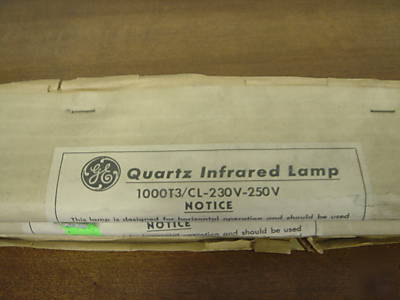 GE Quartz Infrared Lamp
1000T3/CL-230V-250V
NOTICE
This lamp is designed for horizontal operation and should be used
NOTICE
operation and should be used